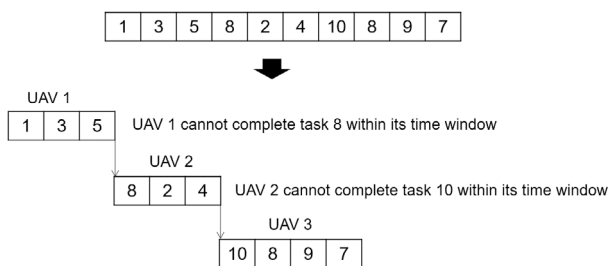 1 3 5 8 2 4 10 8 9 7
UAV 1
1 3 5 UAV 1 cannot complete task 8 within its time window
UAV 2
8 2 4 UAV 2 cannot complete task 10 within its time window
UAV 3
10 8 9 7